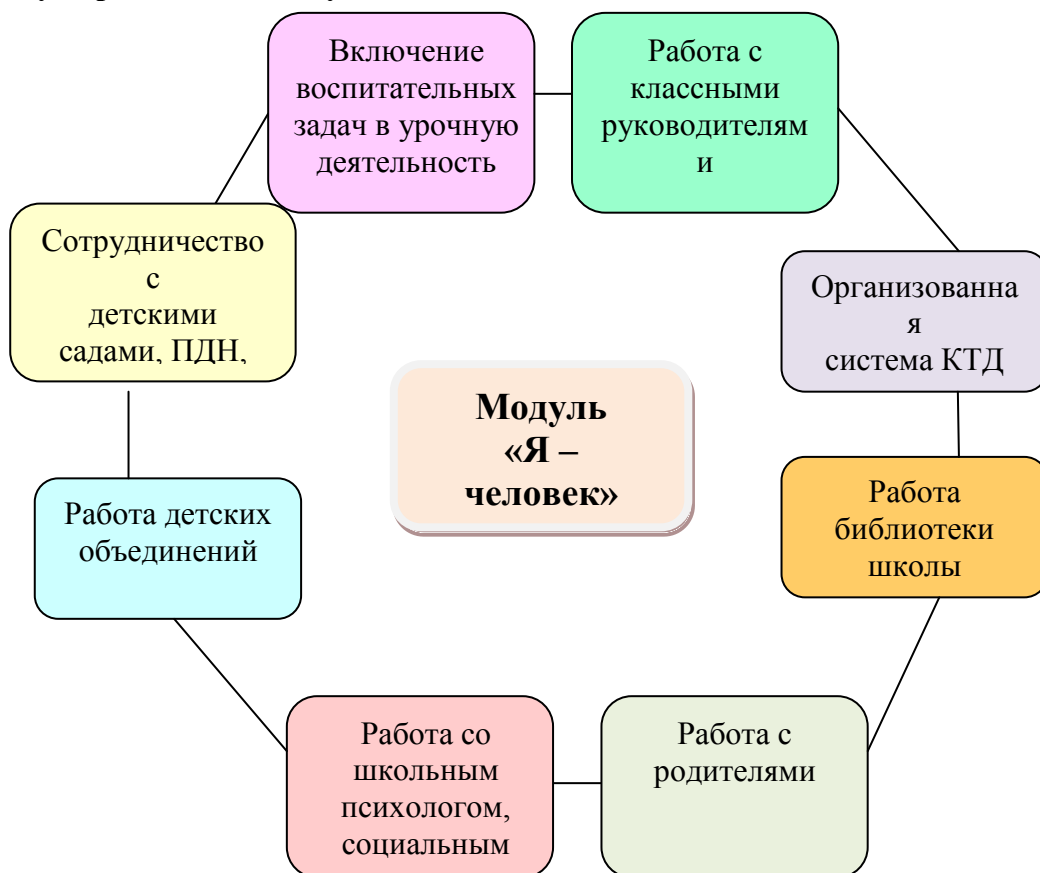 Включение
воспитательных
задач в урочную
деятельность
Работа с
классными
руководителям
и
Сотрудничество
с
детскими
садами, ПДН,
Организованна
я
система КТД
Модуль
«Я –
человек»
Работа детских
объединений
Работа
библиотеки
школы
Работа со
школьным
психологом,
социальным
Работа с
родителями